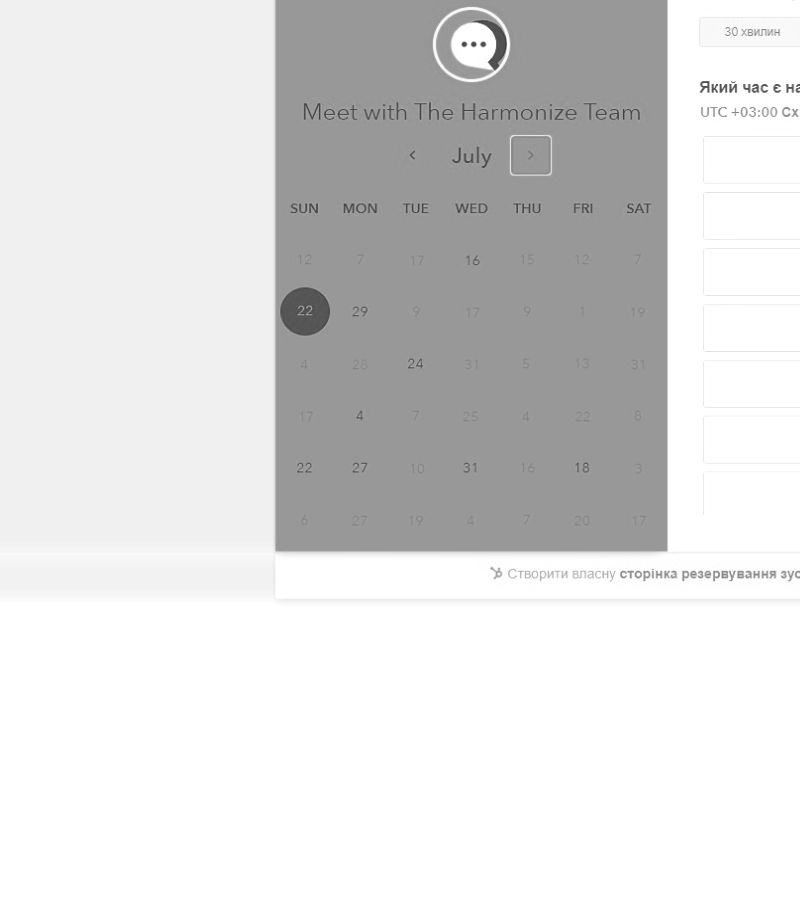 Meet with The Harmonize Team
July
SUN MON TUE WED THU FRI SAT
12 7 17 16 15 12 7
22 29 9 17 9 1 19
4 28 24 31 5 13 31
17 4 7 25 4 22 8
22 27 10 31 16 18 3
6 27 19 4 7 20 17
30 хвилин
Який час є
UTC +03:00
Створити власну сторінка резервування